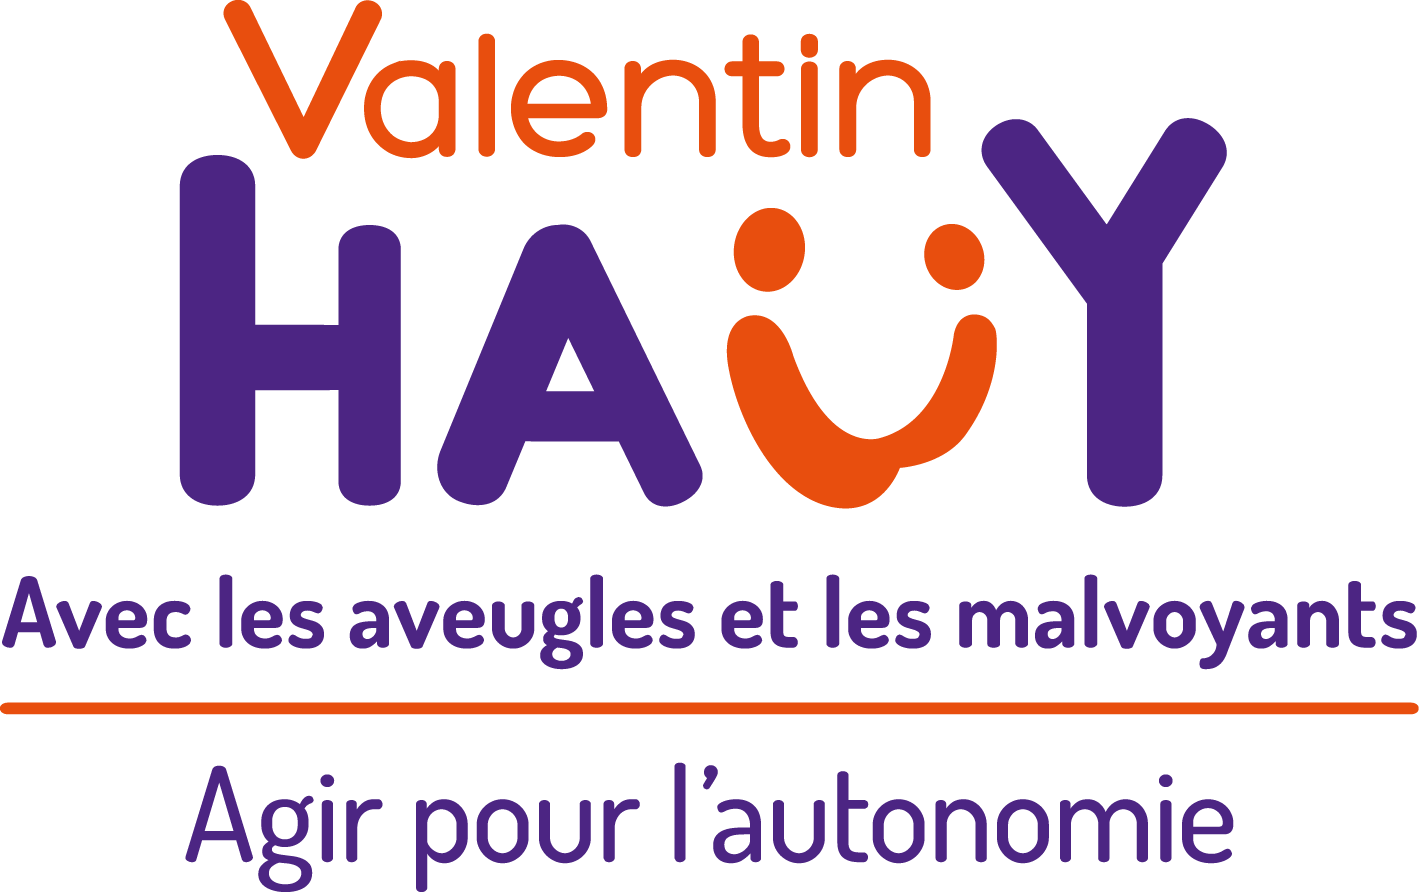 Valentin
HAÜY
Avec les aveugles et les malvoyants
Agir pour l’autonomie